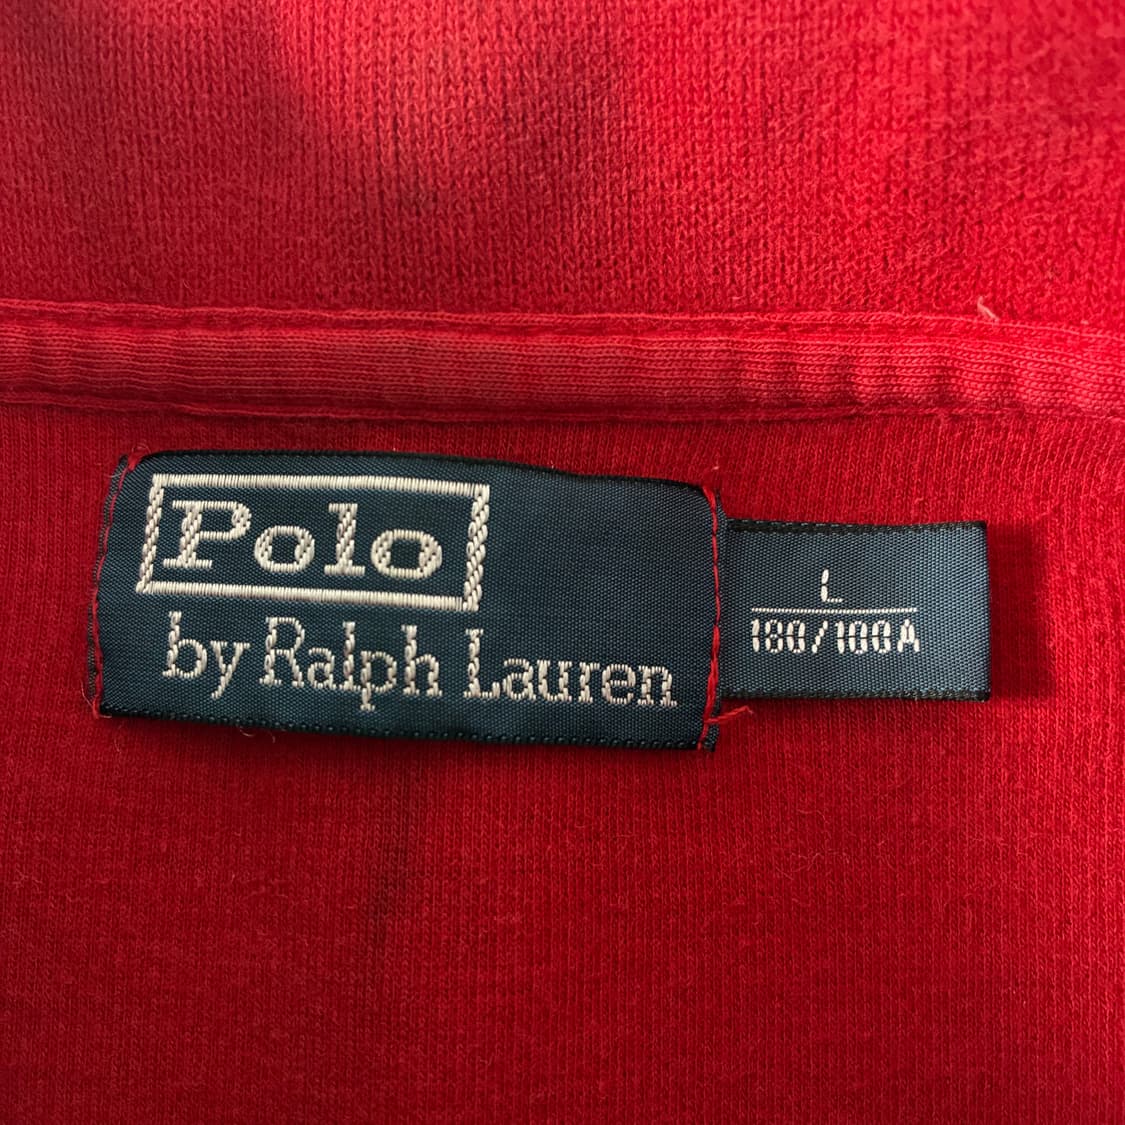 Polo
by Ralph Lauren
L
180/100A